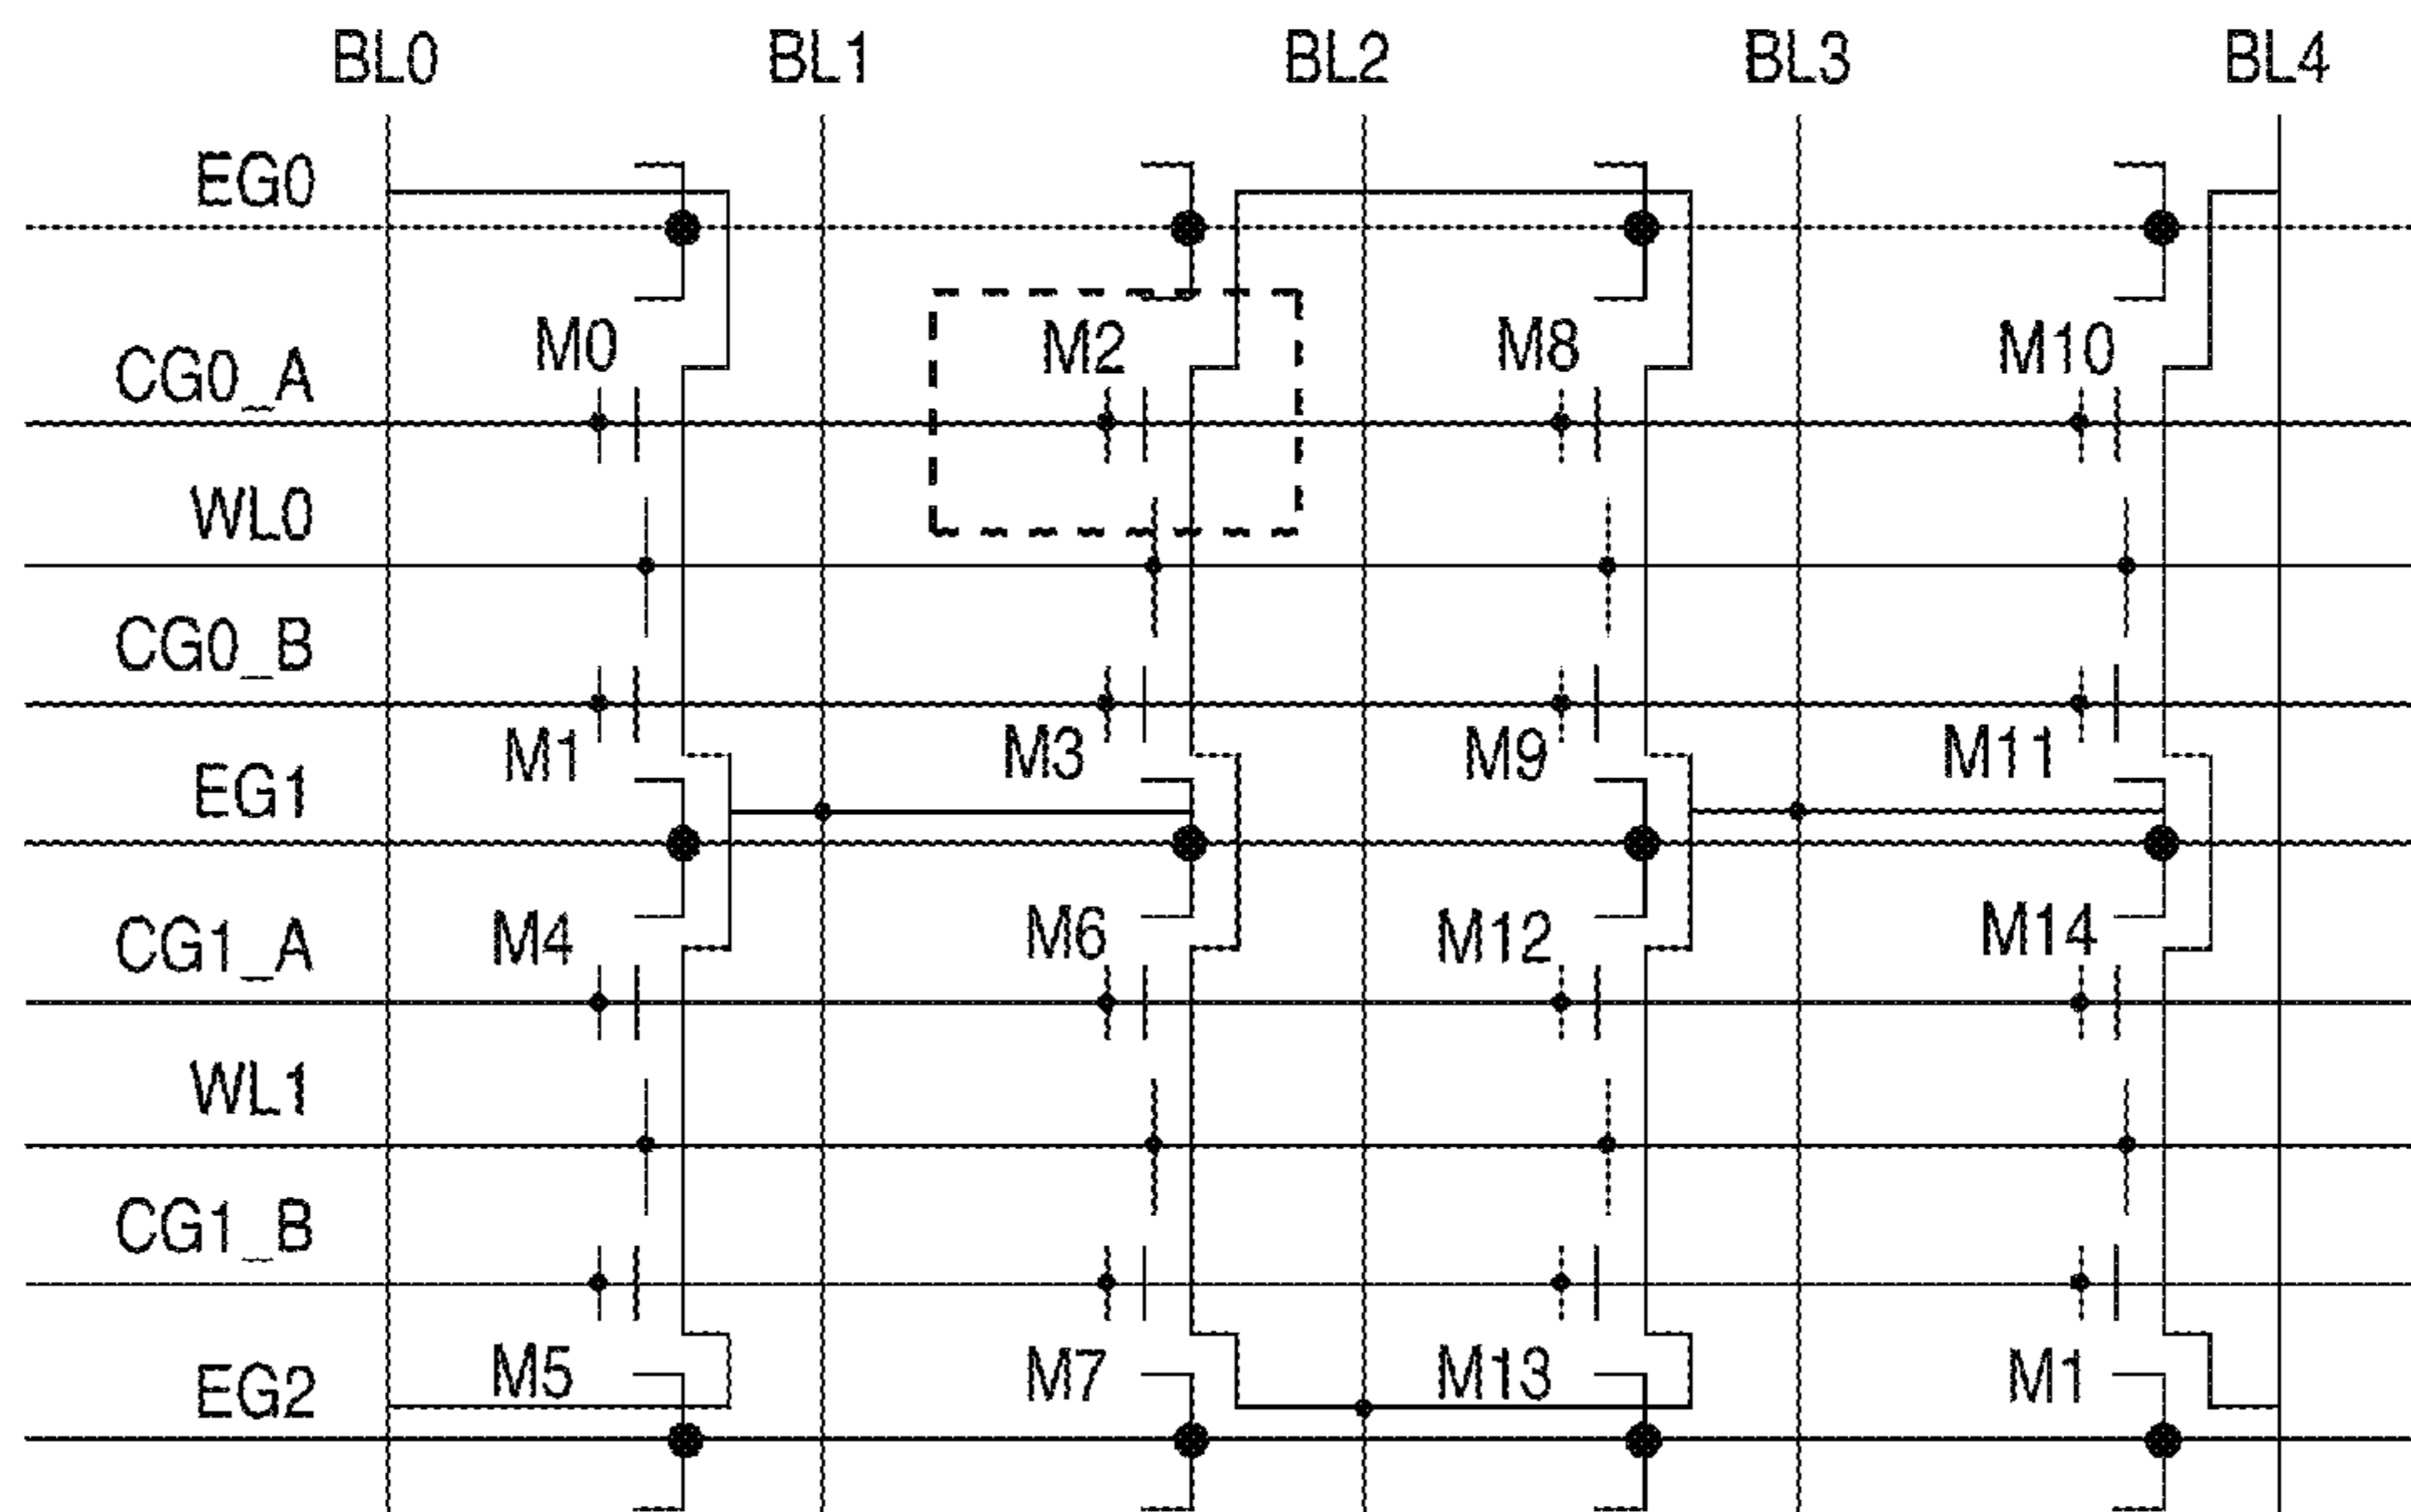 BL0 BL1 BL2 BL3 BL4
EG0
M0 M2 M8 M10
CG0_A
WL0
CG0_B
M1 M3 M9 M11
EG1
M4 M6 M12 M14
CG1_A
WL1
CG1_B
M5 M7 M13 M1
EG2